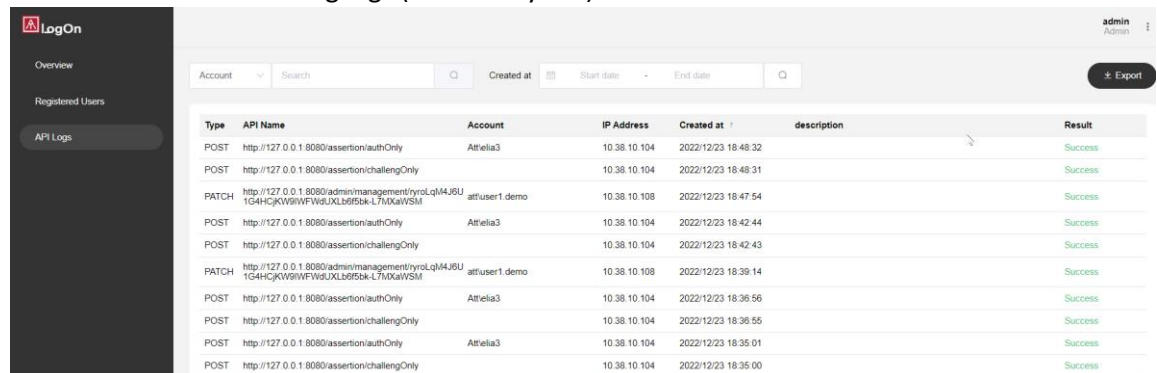 LogOn
admin
Admin
Overview
Account Search Created at Start date - End date Export
Registered Users
API Logs
Type API Name Account IP Address Created at ↑ description Result
POST http://127.0.0.1:8080/assertion/authOnly Att\elia3 10.38.10.104 2022/12/23 18:48:32 Success
POST http://127.0.0.1:8080/assertion/challengOnly 10.38.10.104 2022/12/23 18:48:31 Success
PATCH http://127.0.0.1:8080/admin/management/ryroLqM4J6U att\user1.demo 10.38.10.108 2022/12/23 18:47:54 Success
1G4HCjKW9IWFWdUXLb6f5bk-L7MXaWSM
POST http://127.0.0.1:8080/assertion/authOnly Att\elia3 10.38.10.104 2022/12/23 18:42:44 Success
POST http://127.0.0.1:8080/assertion/challengOnly 10.38.10.104 2022/12/23 18:42:43 Success
PATCH http://127.0.0.1:8080/admin/management/ryroLqM4J6U att\user1.demo 10.38.10.108 2022/12/23 18:39:14 Success
1G4HCjKW9IWFWdUXLb6f5bk-L7MXaWSM
POST http://127.0.0.1:8080/assertion/authOnly Att\elia3 10.38.10.104 2022/12/23 18:36:56 Success
POST http://127.0.0.1:8080/assertion/challengOnly 10.38.10.104 2022/12/23 18:36:55 Success
POST http://127.0.0.1:8080/assertion/authOnly Att\elia3 10.38.10.104 2022/12/23 18:35:01 Success
POST http://127.0.0.1:8080/assertion/challengOnly 10.38.10.104 2022/12/23 18:35:00 Success